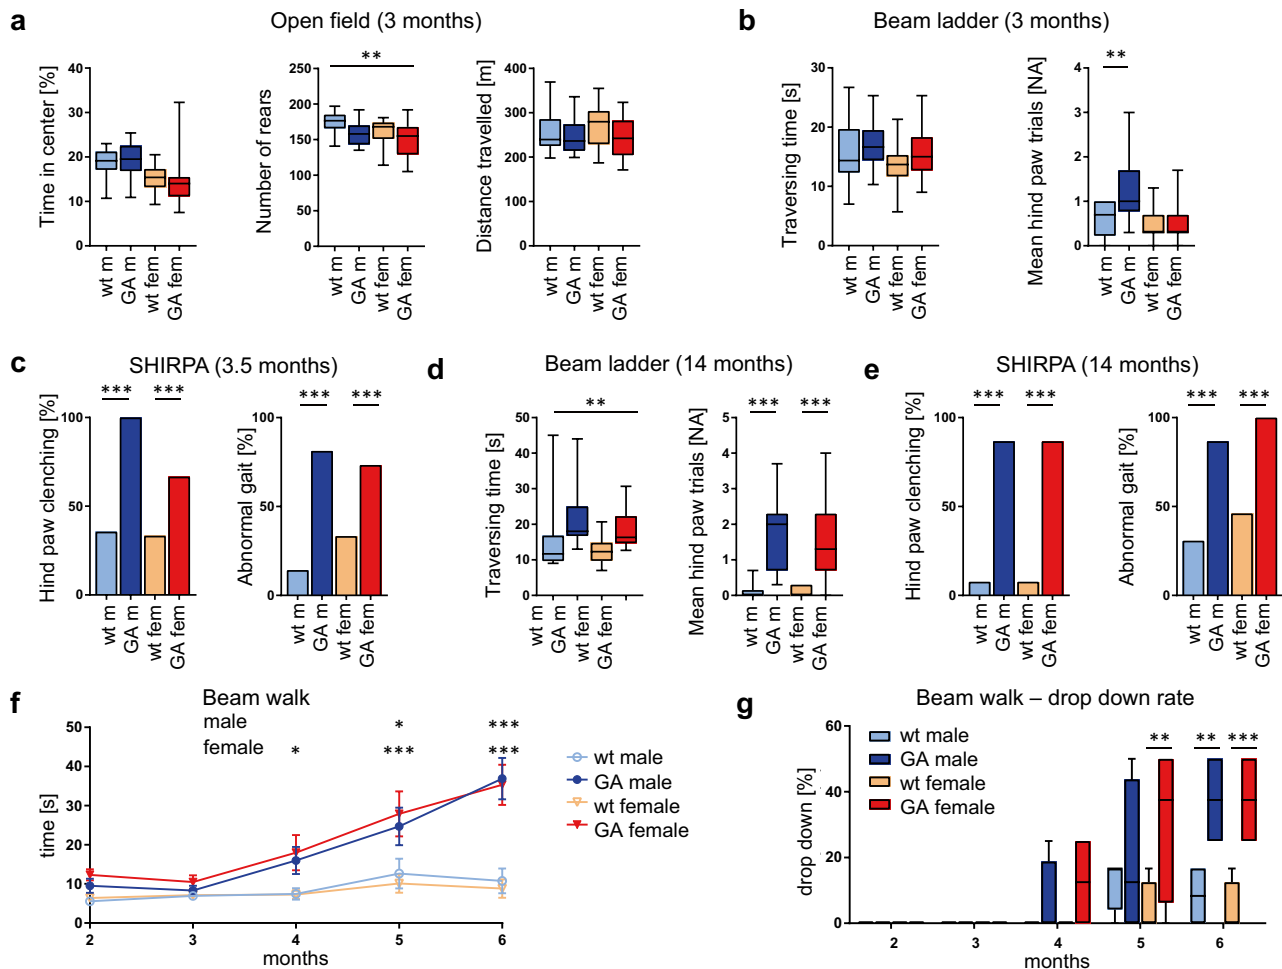 a
Open field (3 months)
Time in center [%]
40
30
20
10
0
wt m
GA m
wt fem
GA fem
**
Number of rears
250
200
150
100
50
0
wt m
GA m
wt fem
GA fem
Distance travelled [m]
400
300
200
100
0
wt m
GA m
wt fem
GA fem
b
Beam ladder (3 months)
Traversing time [s]
30
20
10
0
wt m
GA m
wt fem
GA fem
**
Mean hind paw trials [NA]
4
3
2
1
0
wt m
GA m
wt fem
GA fem
c
SHIRPA (3.5 months)
*** ***
Hind paw clenching [%]
100
50
0
wt m
GA m
wt fem
GA fem
*** ***
Abnormal gait [%]
100
50
0
wt m
GA m
wt fem
GA fem
d
Beam ladder (14 months)
**
Traversing time [s]
50
40
30
20
10
0
wt m
GA m
wt fem
GA fem
*** ***
Mean hind paw trials [NA]
5
4
3
2
1
0
wt m
GA m
wt fem
GA fem
e
SHIRPA (14 months)
*** ***
Hind paw clenching [%]
100
50
0
wt m
GA m
wt fem
GA fem
*** ***
Abnormal gait [%]
100
50
0
wt m
GA m
wt fem
GA fem
f
Beam walk
male * ***
female * *** ***
time [s]
50
40
30
20
10
0
2 3 4 5 6
months
wt male
GA male
wt female
GA female
g
Beam walk – drop down rate
wt male
GA male
wt female
GA female
** ** ***
drop down [%]
60
40
20
0
2 3 4 5 6
months